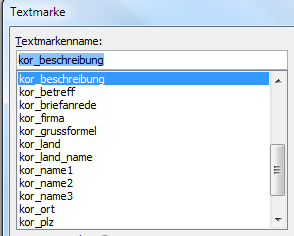 Textmarke
Textmarkenname:
kor_beschreibung
kor_beschreibung
kor_betreff
kor_briefanrede
kor_firma
kor_grussformel
kor_land
kor_land_name
kor_name1
kor_name2
kor_name3
kor_ort
kor_plz